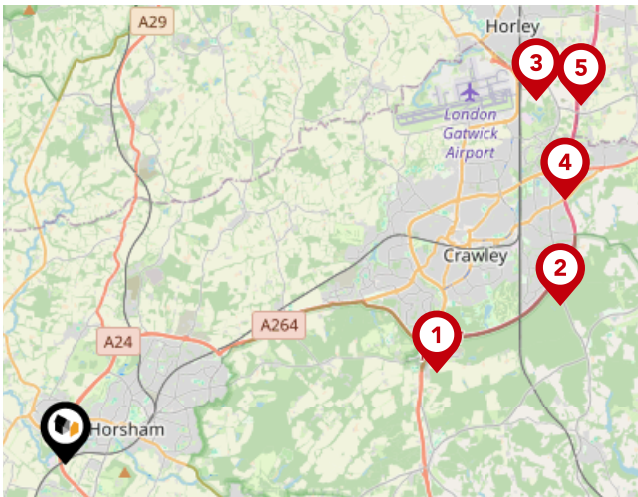 A29
Horley
3
5
London
Gatwick
Airport
4
Crawley
2
A264
1
A24
Horsham